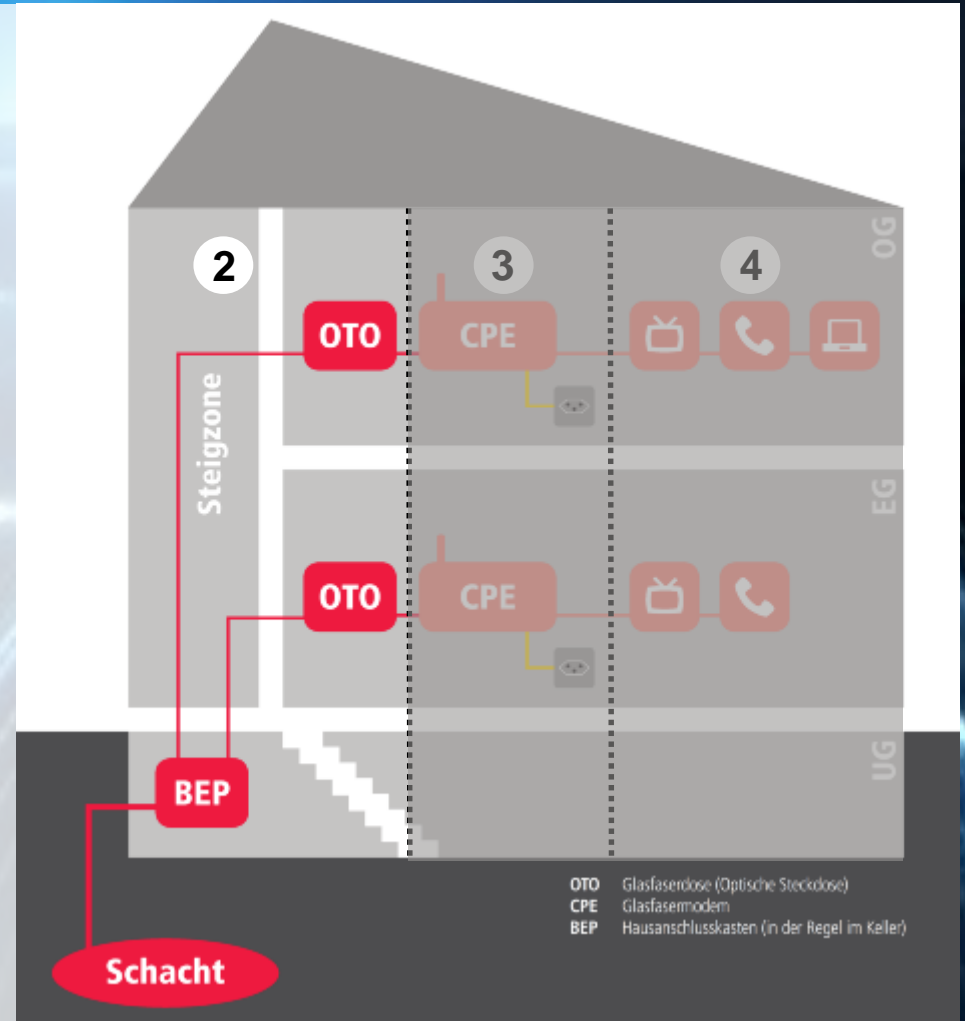 2
3
4
OG
OTO
CPE
Steigzone
EG
OTO
CPE
UG
BEP
OTO Glasfaserdose (Optische Steckdose)
CPE Glasfasermodem
BEP Hausanschlusskasten (in der Regel im Keller)
Schacht